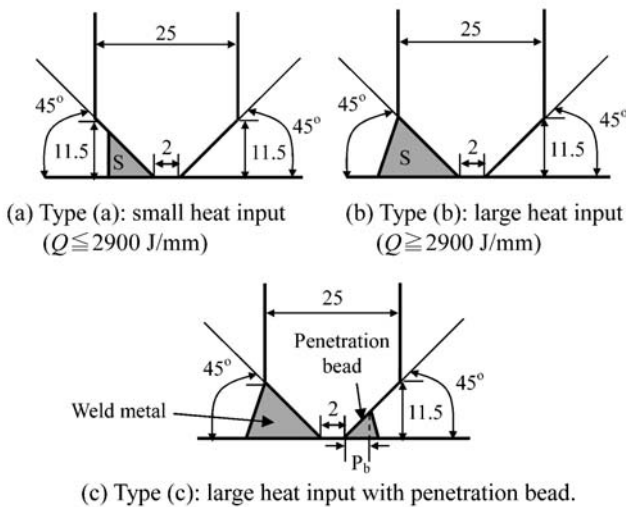 25
45°
11.5
S
2
11.5
45°
(a) Type (a): small heat input
(Q≦2900 J/mm)
25
45°
11.5
S
2
11.5
45°
(b) Type (b): large heat input
(Q≧2900 J/mm)
25
Penetration
bead
45°
Weld metal
2
11.5
45°
Pb
(c) Type (c): large heat input with penetration bead.